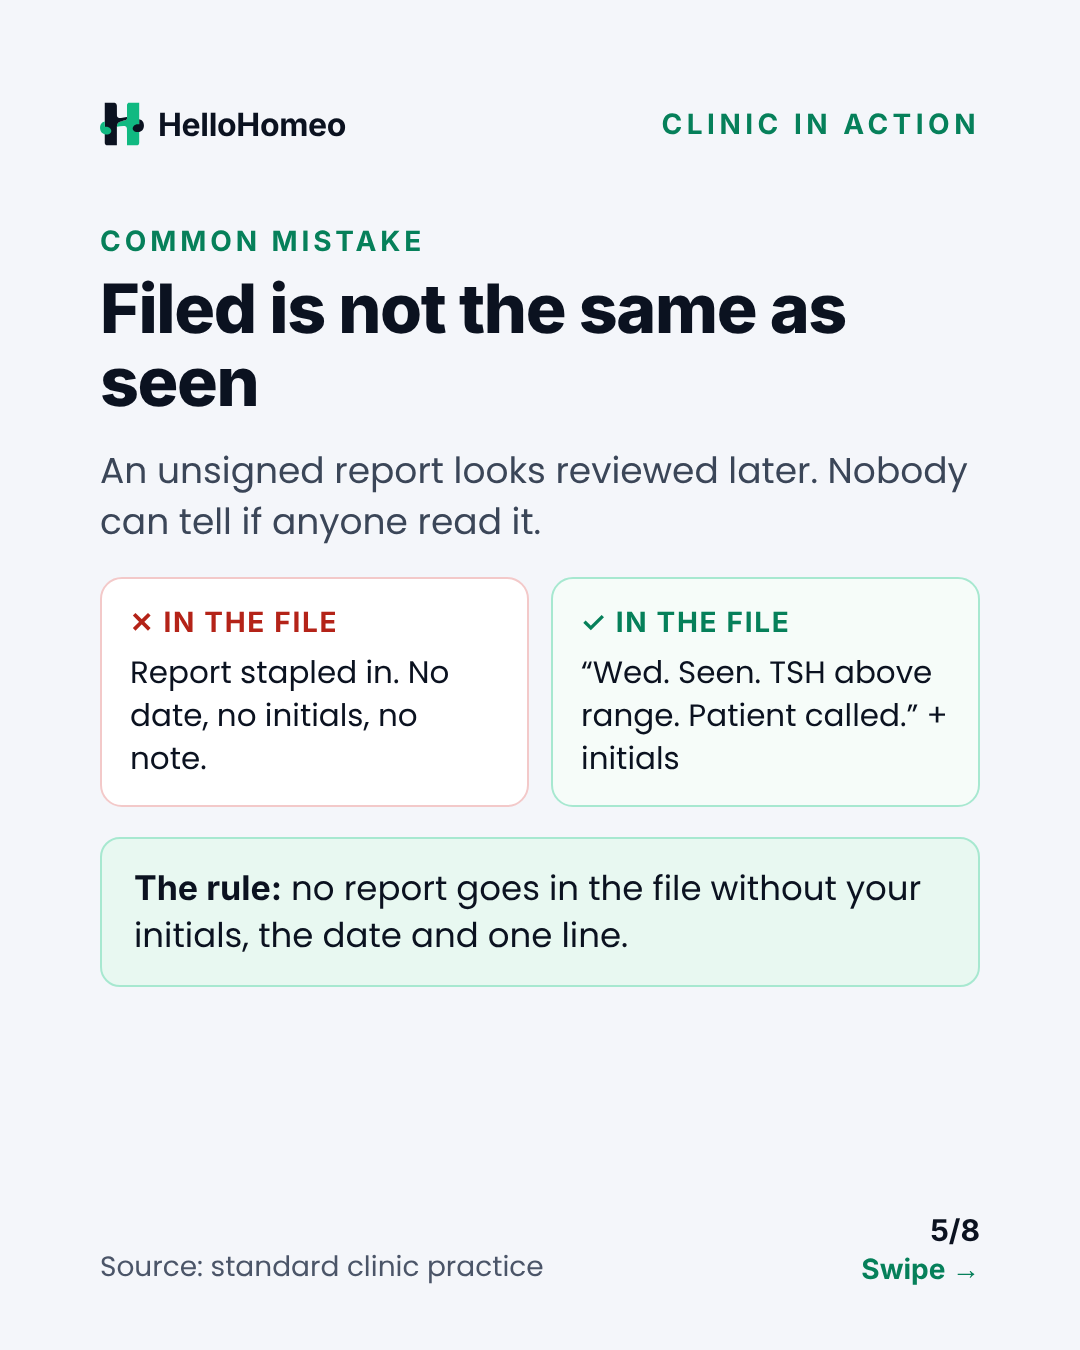 HelloHomeo
CLINIC IN ACTION
COMMON MISTAKE
Filed is not the same as
seen
An unsigned report looks reviewed later. Nobody
can tell if anyone read it.
✕ IN THE FILE
Report stapled in. No
date, no initials, no
note.
✓ IN THE FILE
“Wed. Seen. TSH above
range. Patient called.” +
initials
The rule: no report goes in the file without your
initials, the date and one line.
Source: standard clinic practice
5/8
Swipe →